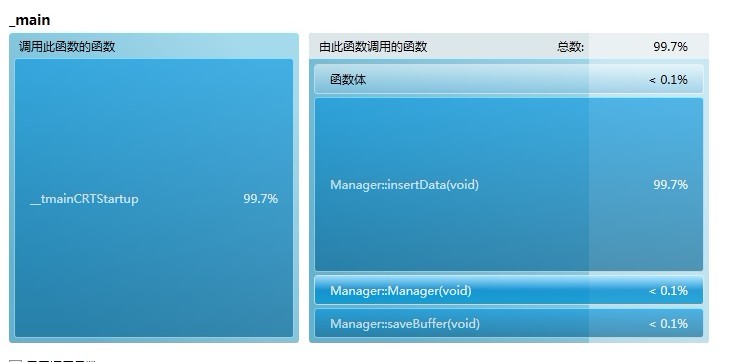 _main
调用此函数的函数
由此函数调用的函数 总数: 99.7%
函数体 < 0.1%
__tmainCRTStartup 99.7%
Manager::insertData(void) 99.7%
Manager::Manager(void) < 0.1%
Manager::saveBuffer(void) < 0.1%